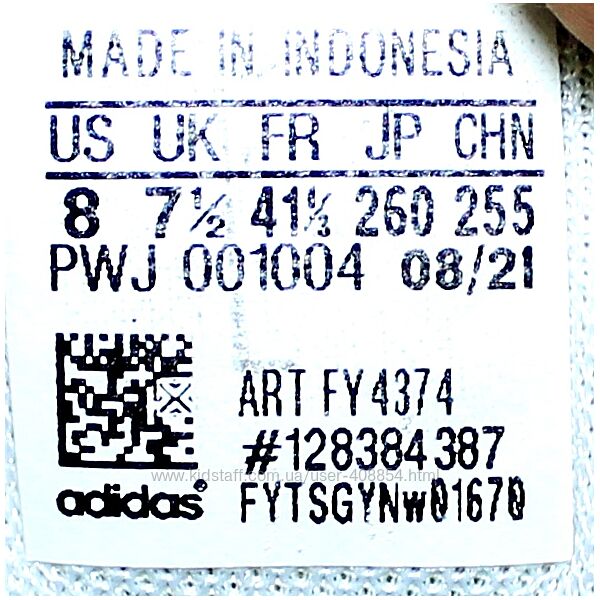 MADE IN INDONESIA
US UK FR JP CHN
8 7½ 41⅓ 260 255
PWJ 001004 08/21
ART FY4374
#128384387
www.kidstaff.com.ua/user-408854.html
adidas® FYTSGYNw01670